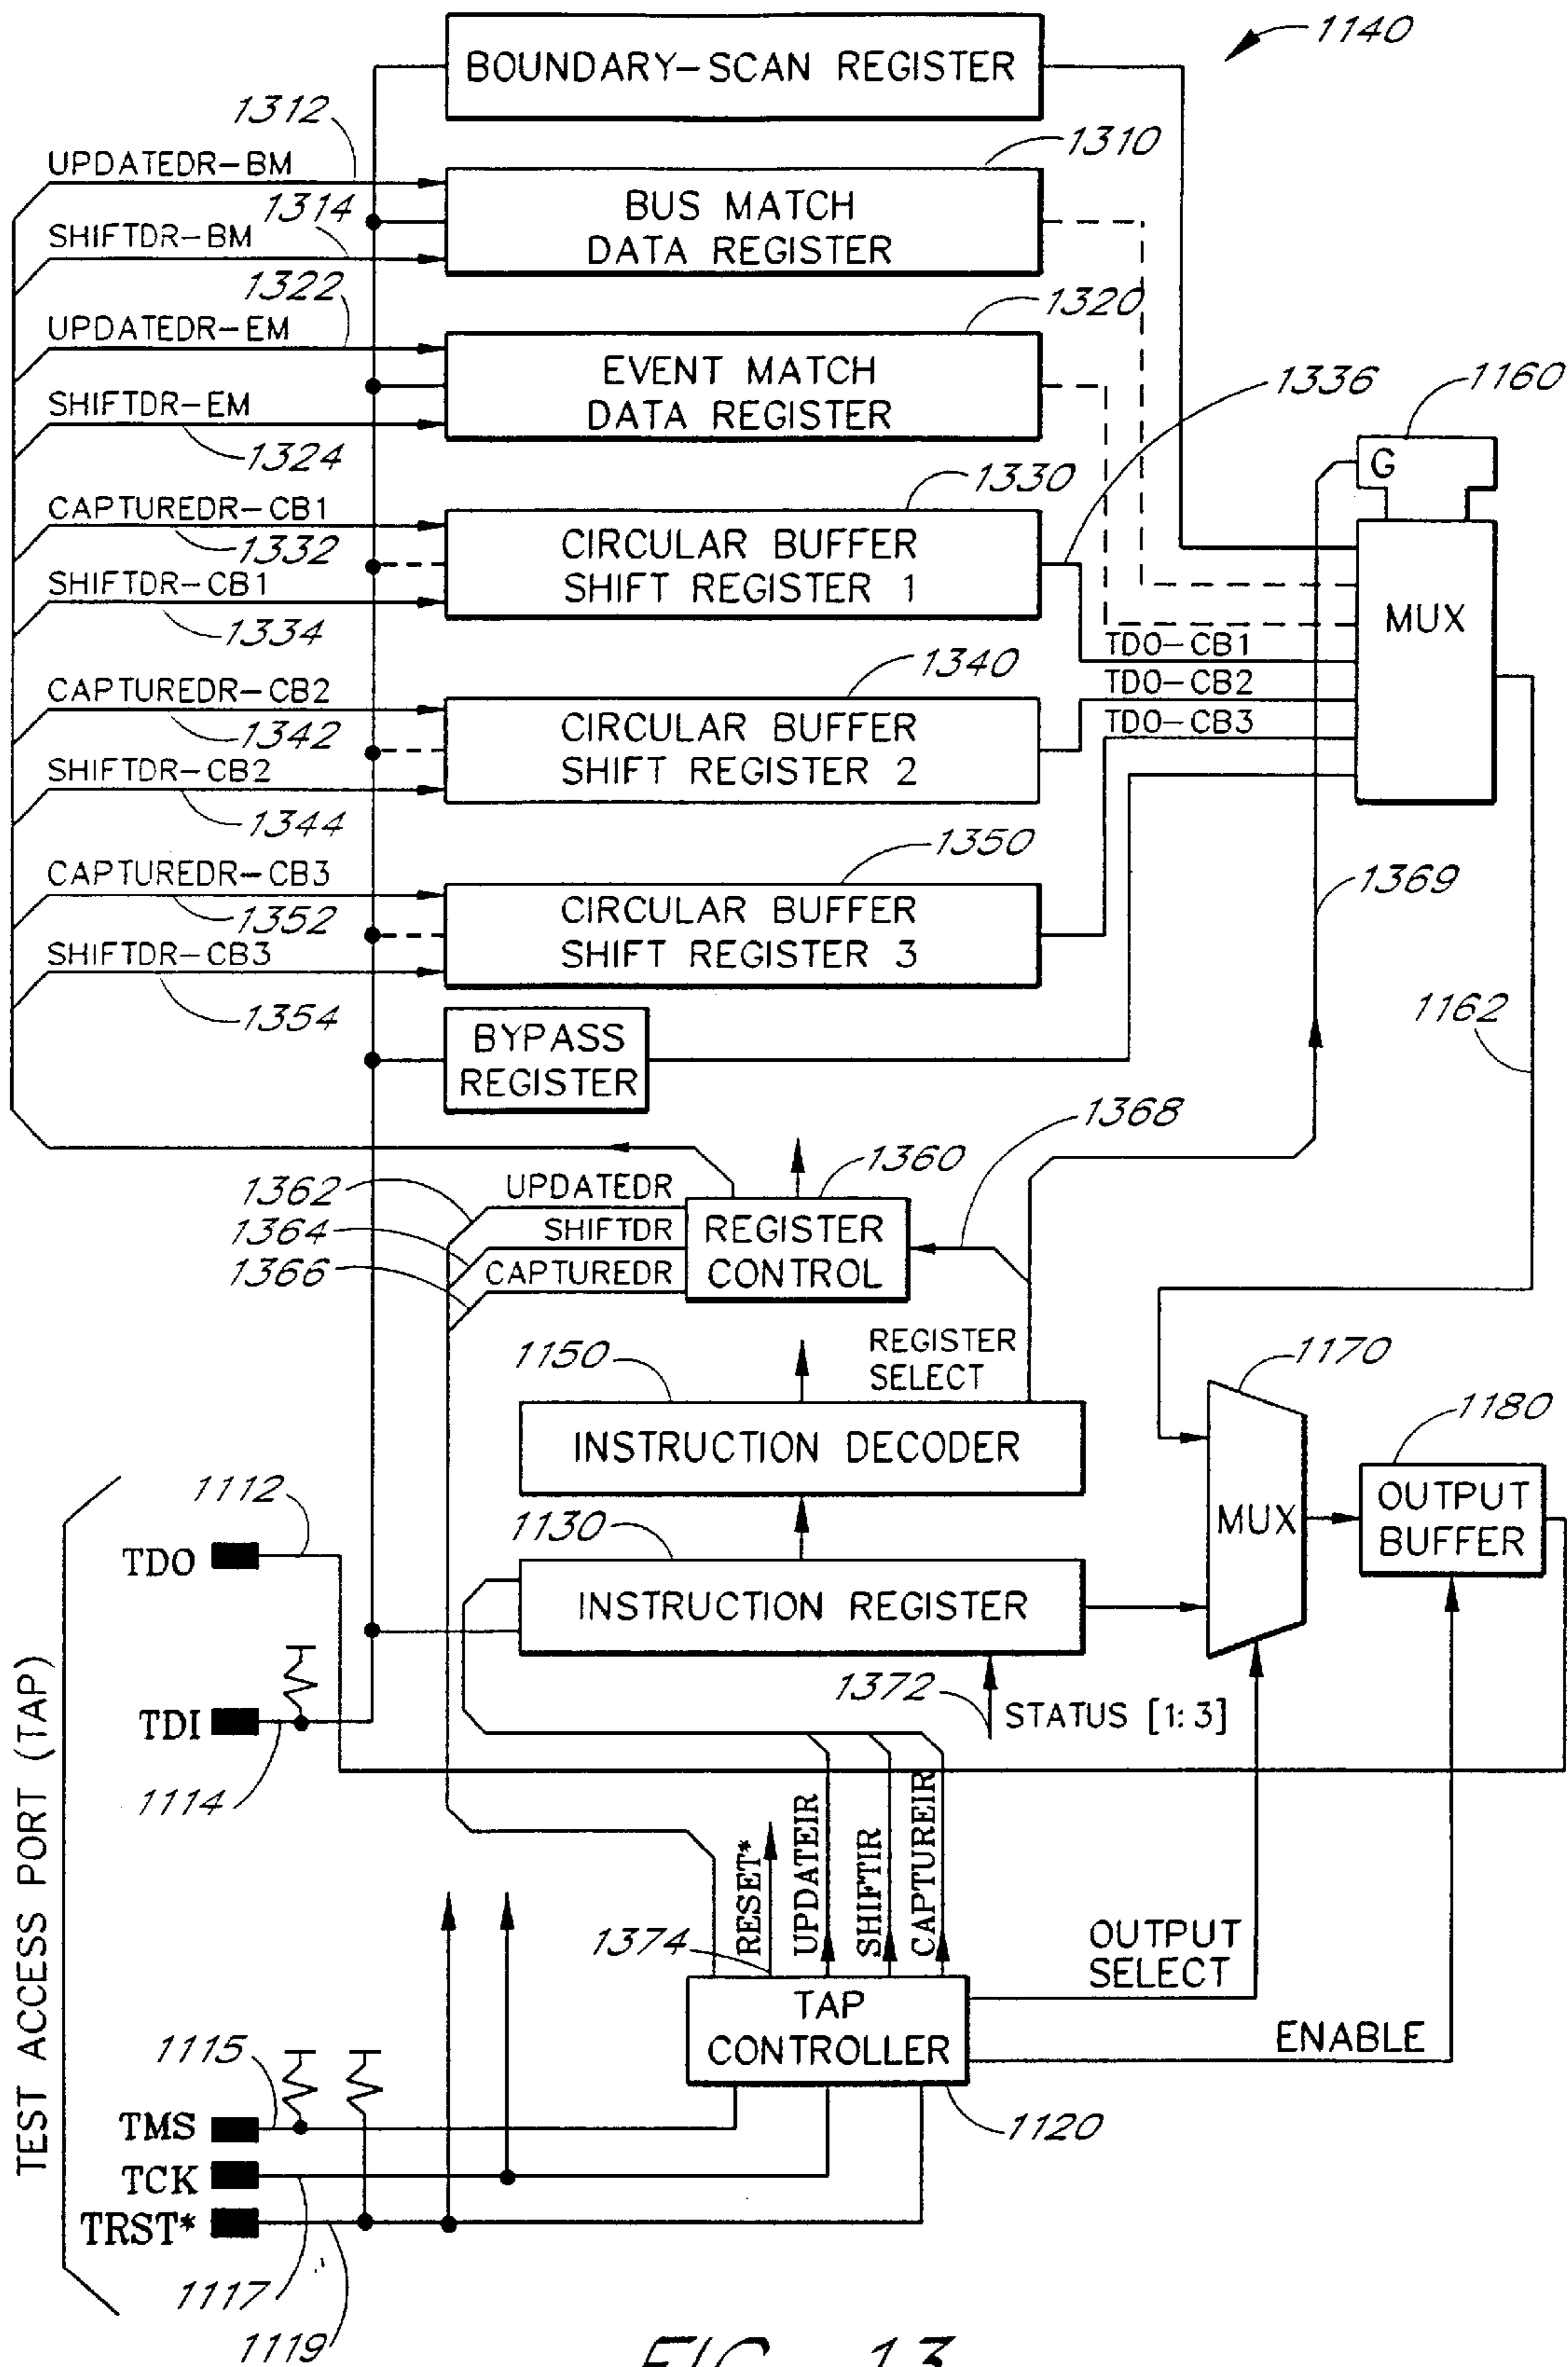 1140
BOUNDARY-SCAN REGISTER
1312
1310
UPDATEDR-BM
BUS MATCH
DATA REGISTER
1314
SHIFTDR-BM
1322
1320
UPDATEDR-EM
EVENT MATCH
DATA REGISTER
1336
1160
SHIFTDR-EM
1324
G
1330
CAPTUREDR-CB1
1332
CIRCULAR BUFFER
SHIFT REGISTER 1
SHIFTDR-CB1
1334
MUX
TDO-CB1
1340
CAPTUREDR-CB2
TDO-CB2
1342
CIRCULAR BUFFER
SHIFT REGISTER 2
TDO-CB3
SHIFTDR-CB2
1344
1350
CAPTUREDR-CB3
1369
1352
CIRCULAR BUFFER
SHIFT REGISTER 3
SHIFTDR-CB3
1354
1162
BYPASS
REGISTER
1368
1360
1362
UPDATEDR
1364
SHIFTDR
1366
CAPTUREDR
REGISTER
CONTROL
REGISTER
SELECT
1150
1170
1180
INSTRUCTION DECODER
1112
1130
MUX
OUTPUT
BUFFER
TDO
INSTRUCTION REGISTER
1372
STATUS [1:3]
TDI
1114
TEST ACCESS PORT (TAP)
RESET*
UPDATEIR
SHIFTIR
CAPTUREIR
1374
OUTPUT
SELECT
TAP
CONTROLLER
ENABLE
1115
TMS
1120
TCK
TRST*
1117
1119
FIG. 13